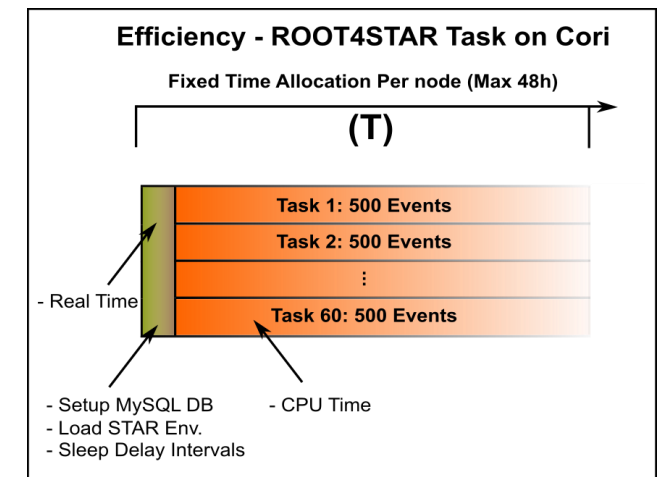 Efficiency - ROOT4STAR Task on Cori
Fixed Time Allocation Per node (Max 48h)
(T)
Task 1: 500 Events
Task 2: 500 Events
⋮
Task 60: 500 Events
- Real Time
- Setup MySQL DB
- Load STAR Env.
- Sleep Delay Intervals
- CPU Time